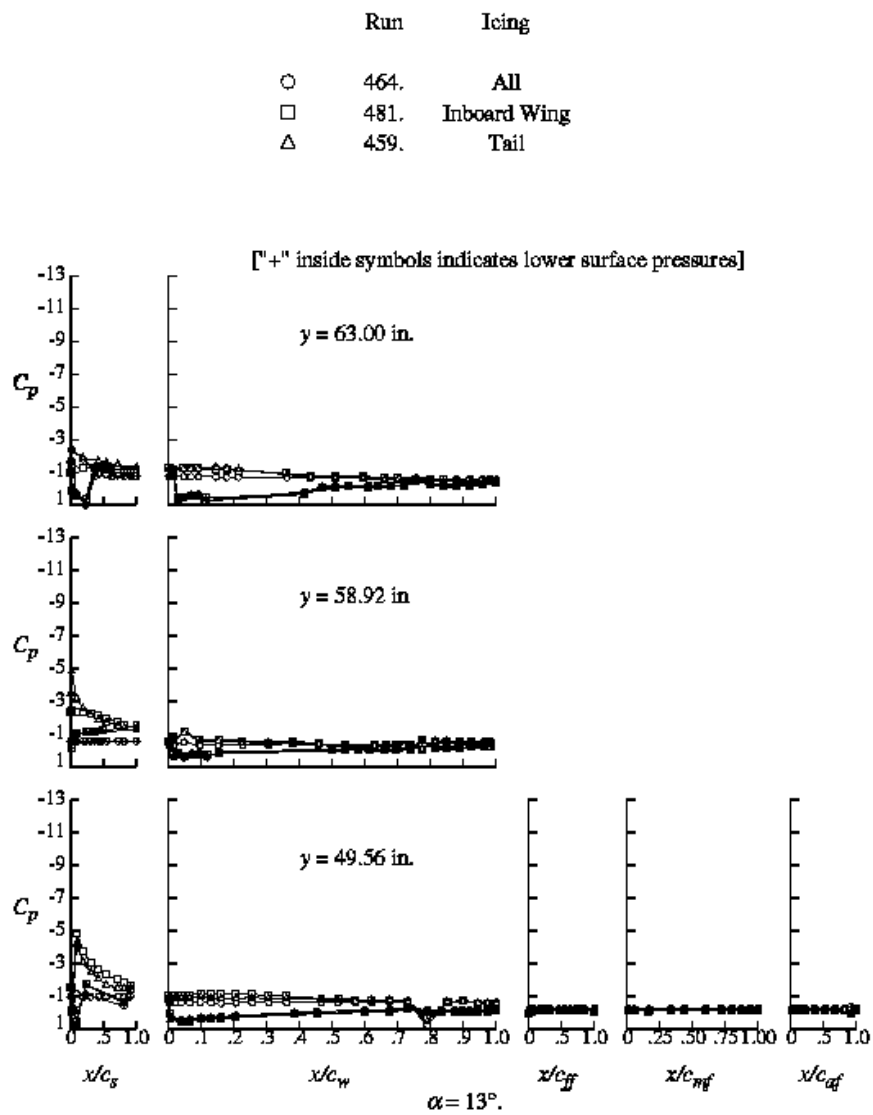 Run Icing
464. All
481. Inboard Wing
459. Tail
["+" inside symbols indicates lower surface pressures]
-13
-11
-9
-7
-5
-3
-1
1
C_p
y = 63.00 in.
-13
-11
-9
-7
-5
-3
-1
1
C_p
y = 58.92 in
-13
-11
-9
-7
-5
-3
-1
1
C_p
y = 49.56 in.
0 .5 1.0 0 .1 .2 .3 .4 .5 .6 .7 .8 .9 1.0 0 .5 1.0 0 .25 .50 .75 1.00 0 .5 1.0
x/c_s x/c_w x/c_ff x/c_mf x/c_af
α = 13°.